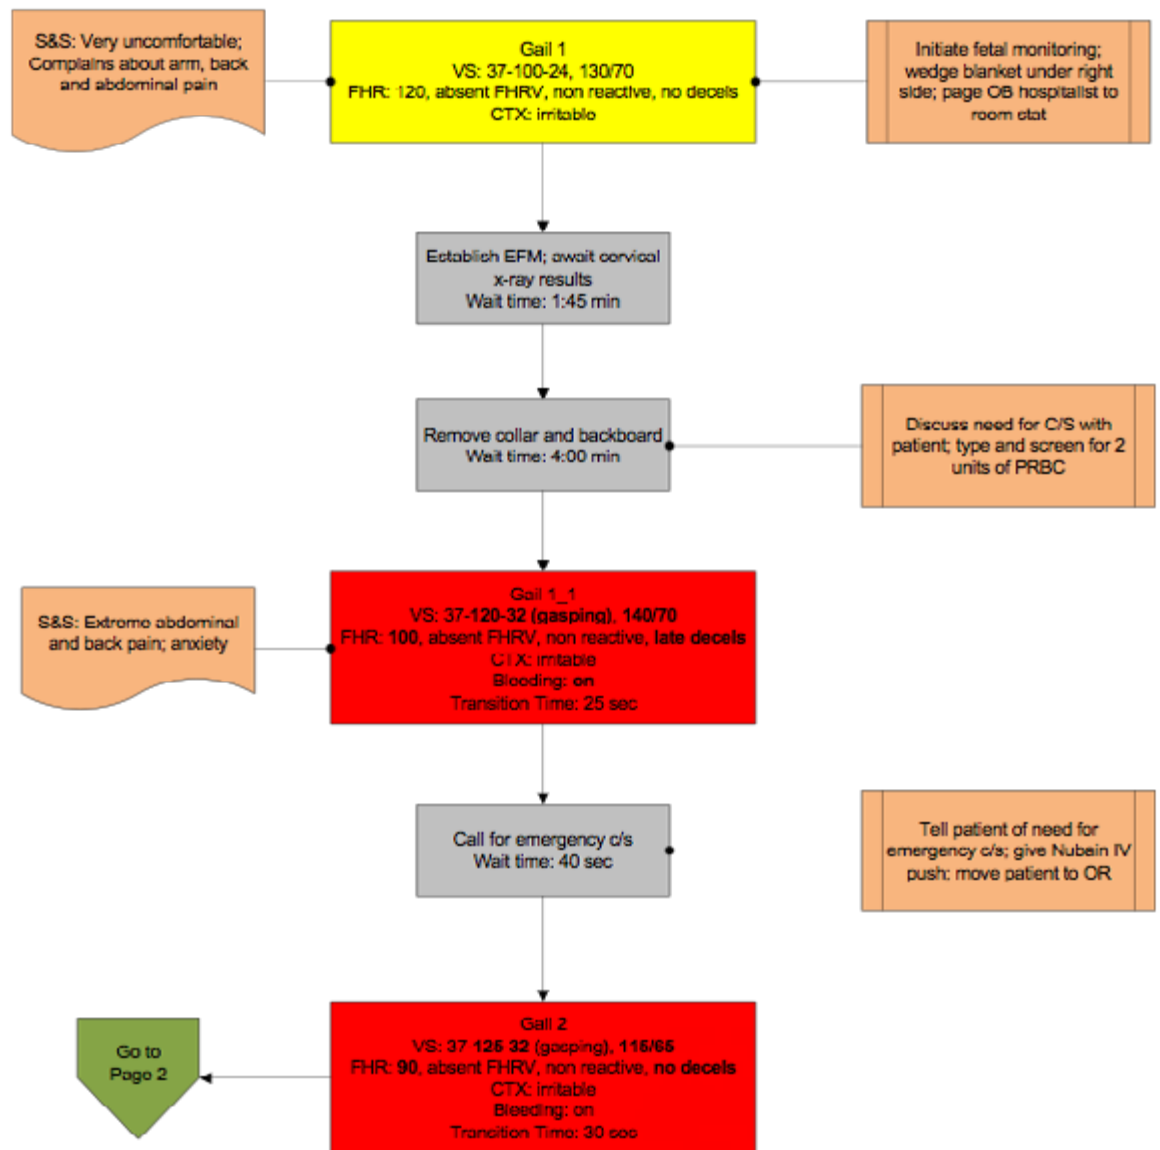 S&S: Very uncomfortable;
Complains about arm, back
and abdominal pain
Gail 1
VS: 37-100-24, 130/70
FHR: 120, absent FHRV, non reactive, no decels
CTX: irritable
Initiate fetal monitoring;
wedge blanket under right
side; page OB hospitalist to
room stat
Establish EFM; await cervical
x-ray results
Wait time: 1:45 min
Remove collar and backboard
Wait time: 4:00 min
Discuss need for C/S with
patient; type and screen for 2
units of PRBC
S&S: Extreme abdominal
and back pain; anxiety
Gail 1_1
VS: 37-120-32 (gasping), 140/70
FHR: 100, absent FHRV, non reactive, late decels
CTX: irritable
Bleeding: on
Transition Time: 25 sec
Call for emergency c/s
Wait time: 40 sec
Tell patient of need for
emergency c/s; give Nubain IV
push; move patient to OR
Go to
Page 2
Gail 2
VS: 37-125-32 (gasping), 115/65
FHR: 90, absent FHRV, non reactive, no decels
CTX: irritable
Bleeding: on
Transition Time: 30 sec